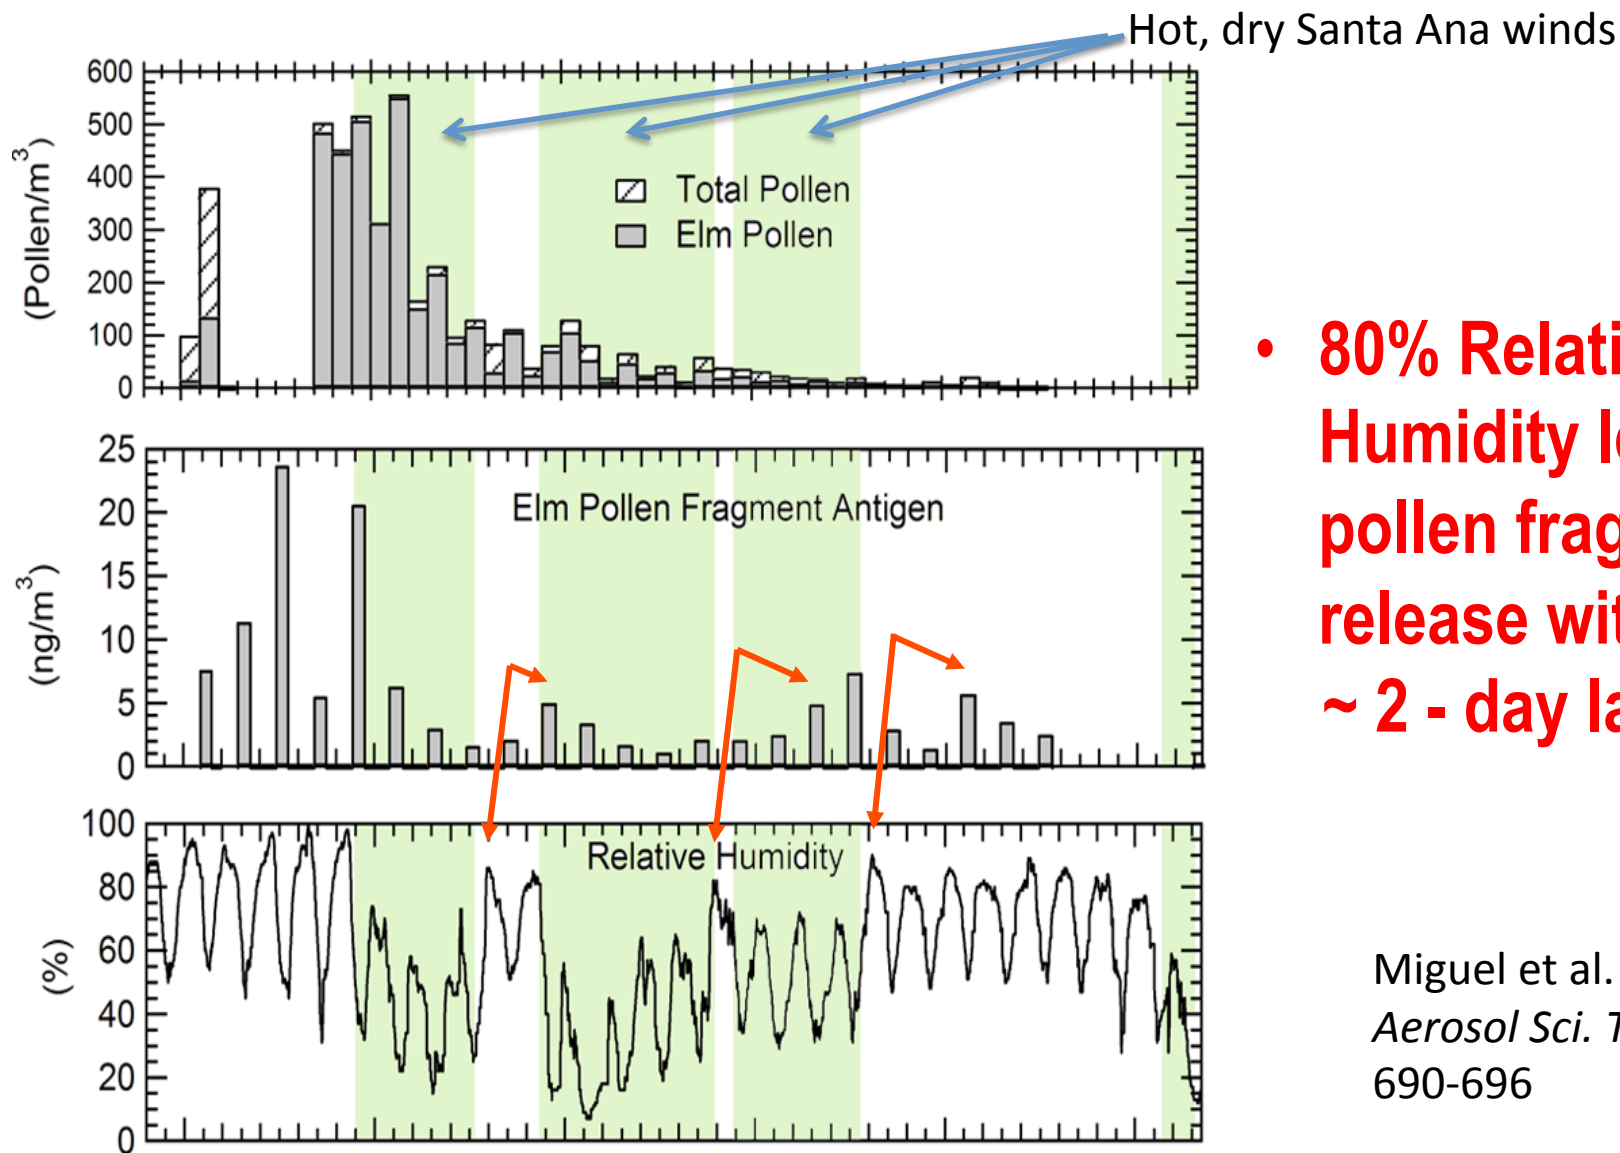 Hot, dry Santa Ana winds
600
500
400
300
200
100
0
(Pollen/m³)
Total Pollen
Elm Pollen
25
20
15
10
5
0
(ng/m³)
Elm Pollen Fragment Antigen
100
80
60
40
20
0
(%)
Relative Humidity
• 80% Relati
Humidity l
pollen frag
release wit
~ 2 - day la
Miguel et al.
Aerosol Sci. T
690-696